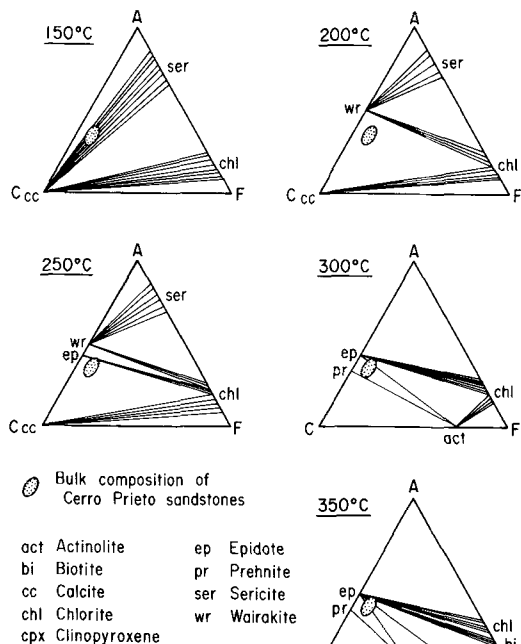 150°C
A
ser
chl
C cc
F
200°C
A
ser
wr
chl
C cc
F
250°C
A
ser
wr
ep
chl
C cc
F
300°C
A
ep
pr
chl
C
act
F
Bulk composition of
Cerro Prieto sandstones
act Actinolite
bi Biotite
cc Calcite
chl Chlorite
cpx Clinopyroxene
ep Epidote
pr Prehnite
ser Sericite
wr Wairakite
350°C
A
ep
pr
chl
bi